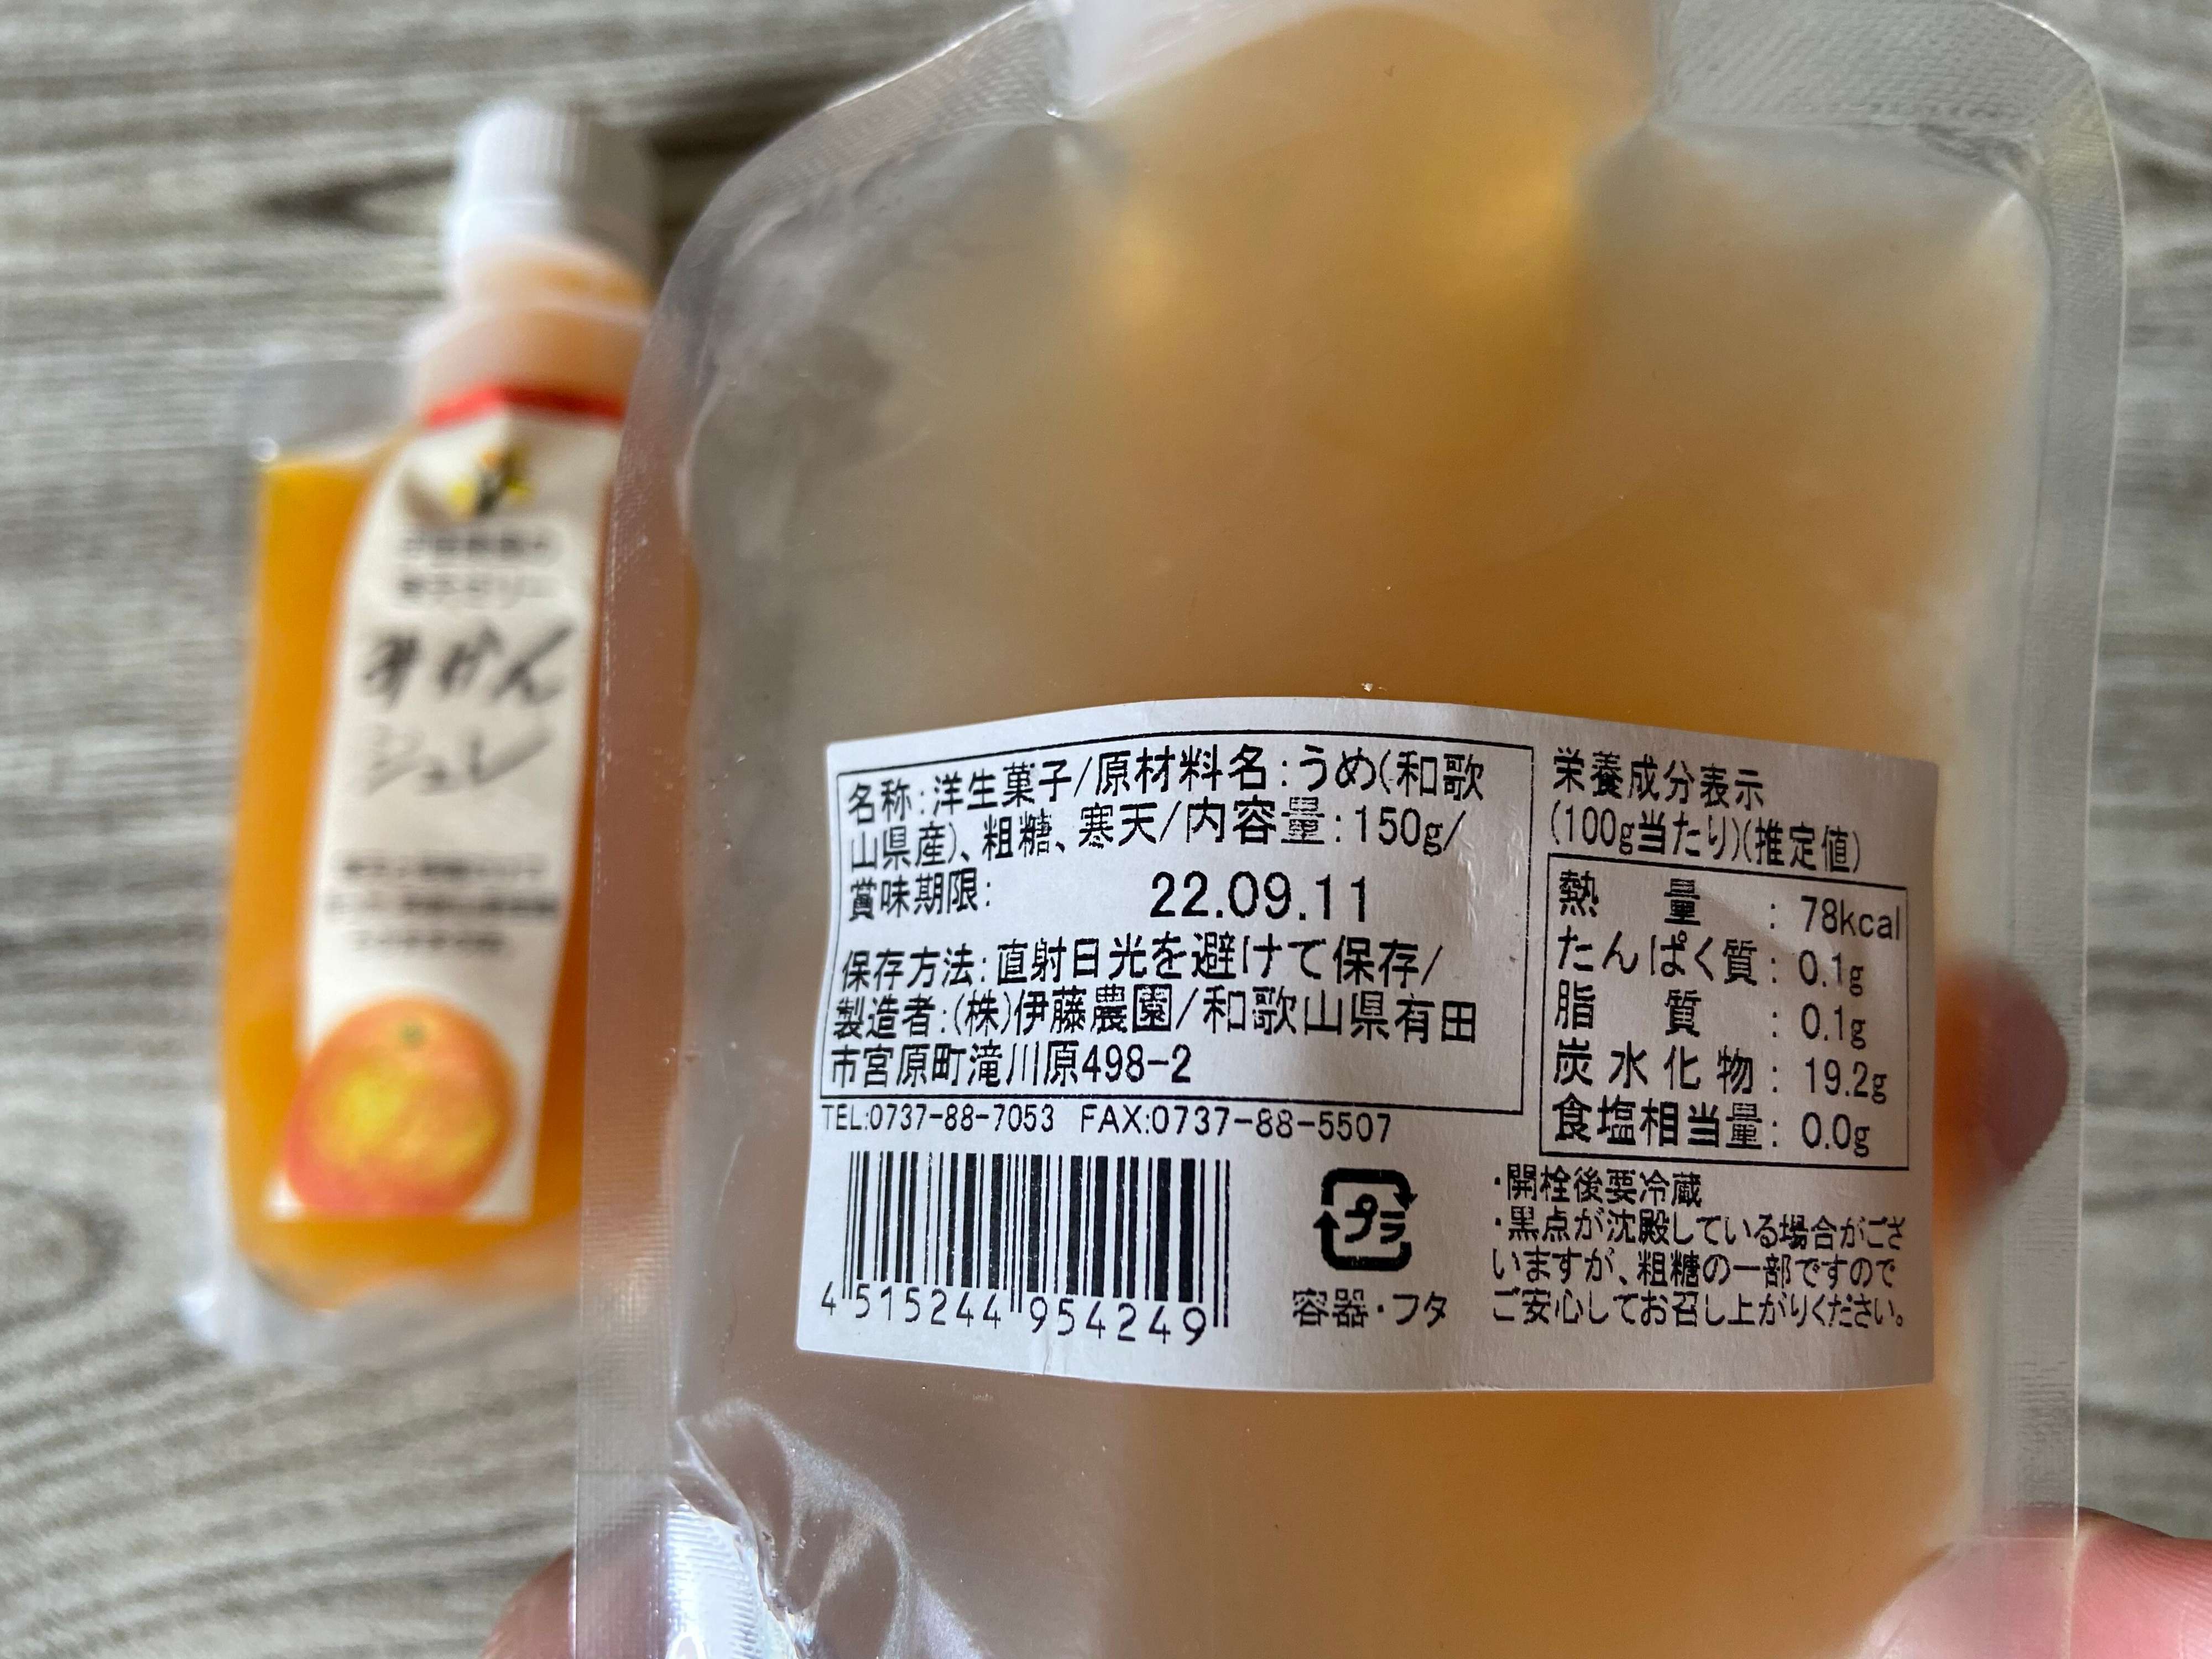 みかん
ジュレ
名称:洋生菓子/原材料名:うめ(和歌
山県産)、粗糖、寒天/内容量:150g/
賞味期限: 22.09.11
保存方法:直射日光を避けて保存/
製造者:(株)伊藤農園/和歌山県有田
市宮原町滝川原498-2
TEL:0737-88-7053 FAX:0737-88-5507
4 515244 954249
プラ
容器・フタ
栄養成分表示
(100g当たり)(推定値)
熱量:78kcal
たんぱく質:0.1g
脂質:0.1g
炭水化物:19.2g
食塩相当量:0.0g
・開栓後要冷蔵
・黒点が沈殿している場合がござ
いますが、粗糖の一部ですので
ご安心してお召し上がりください。